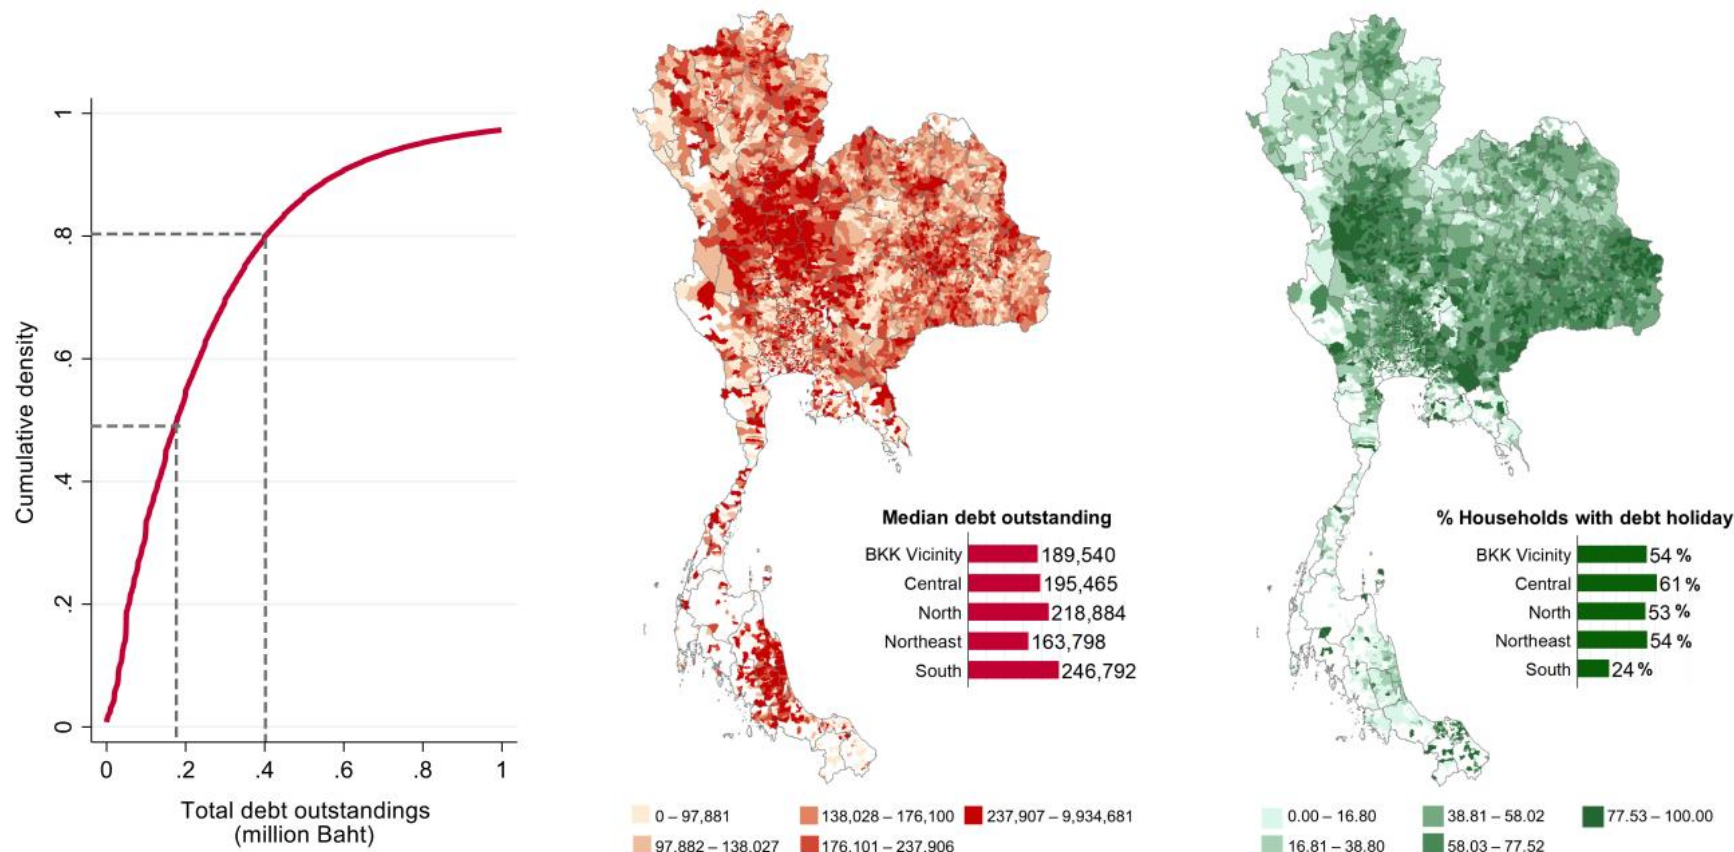 1
.8
.6
.4
.2
0
Cumulative density
0 .2 .4 .6 .8 1
Total debt outstandings
(million Baht)
Median debt outstanding
BKK Vicinity 189,540
Central 195,465
North 218,884
Northeast 163,798
South 246,792
0 – 97,881 138,028 – 176,100 237,907 – 9,934,681
97,882 – 138,027 176,101 – 237,906
% Households with debt holiday
BKK Vicinity 54 %
Central 61 %
North 53 %
Northeast 54 %
South 24 %
0.00 – 16.80 38.81 – 58.02 77.53 – 100.00
16.81 – 38.80 58.03 – 77.52